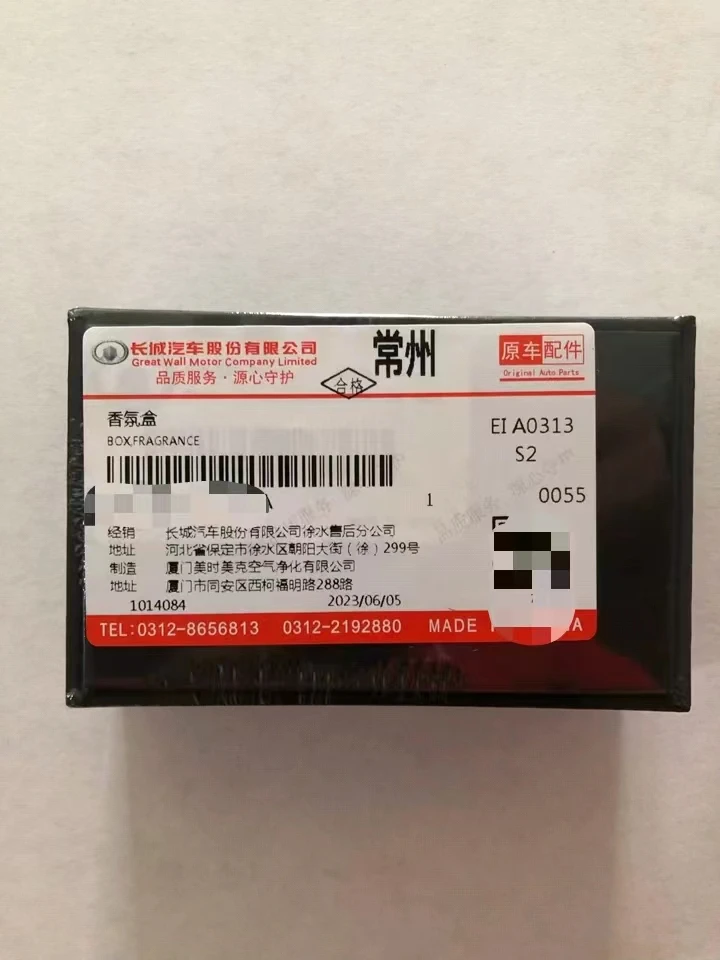 长城汽车股份有限公司
Great Wall Motor Company Limited
品质服务·源心守护
合格
常州
原车配件
Original Auto Parts
香氛盒
BOX,FRAGRANCE
EI A0313
S2
1
0055
经销 长城汽车股份有限公司徐水售后分公司
地址 河北省保定市徐水区朝阳大街(徐)299号
制造 厦门美时美克空气净化有限公司
地址 厦门市同安区西柯福明路288路
1014084 2023/06/05
TEL:0312-8656813 0312-2192880 MADE